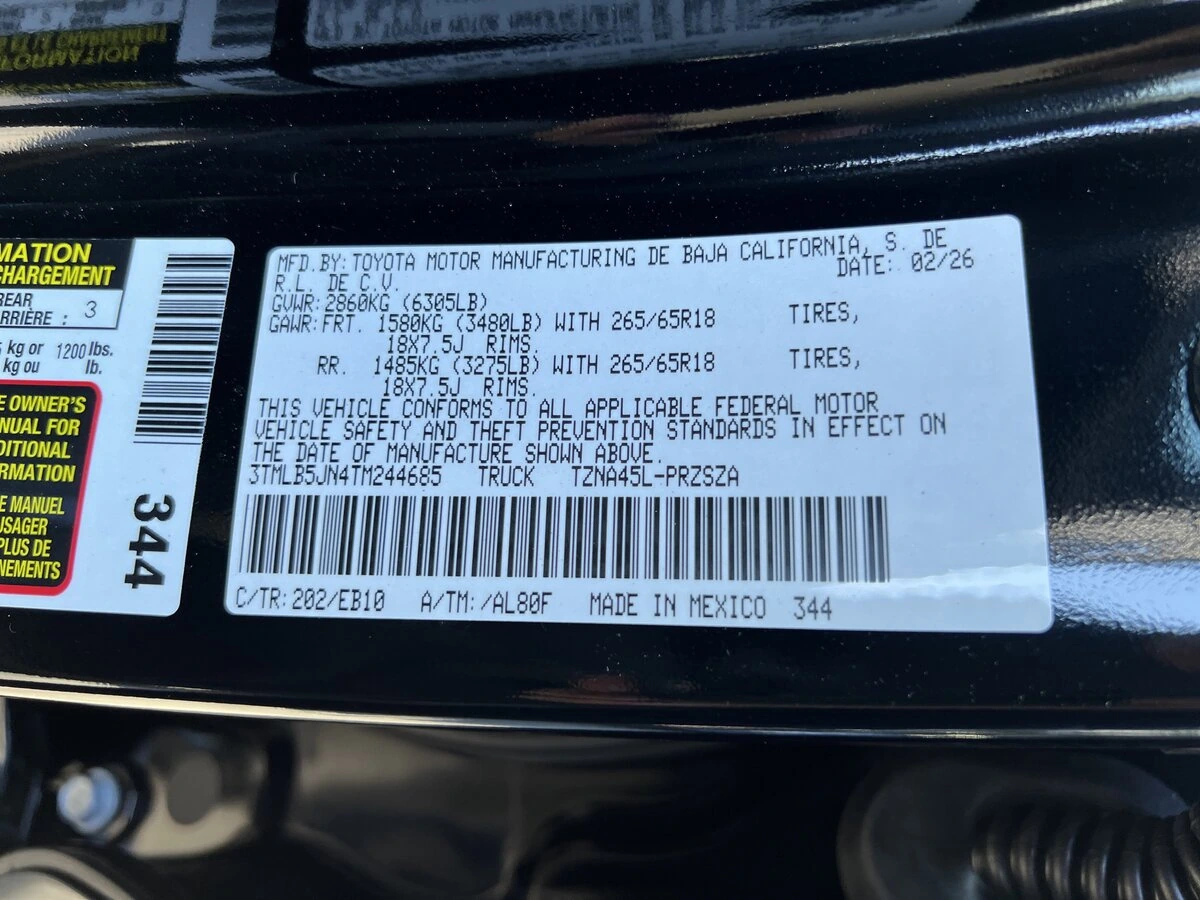 MATION
CHARGEMENT
REAR
ARRIÈRE : 3
kg or 1200 lbs.
kg ou lb.
E OWNER'S
NUAL FOR
DITIONAL
RMATION
E MANUEL
USAGER
PLUS DE
NEMENTS
344
MFD. BY: TOYOTA MOTOR MANUFACTURING DE BAJA CALIFORNIA, S. DE
R.L. DE C.V. DATE: 02/26
GVWR: 2860KG (6305LB)
GAWR: FRT. 1580KG (3480LB) WITH 265/65R18 TIRES,
18X7.5J RIMS.
RR. 1485KG (3275LB) WITH 265/65R18 TIRES,
18X7.5J RIMS.
THIS VEHICLE CONFORMS TO ALL APPLICABLE FEDERAL MOTOR
VEHICLE SAFETY AND THEFT PREVENTION STANDARDS IN EFFECT ON
THE DATE OF MANUFACTURE SHOWN ABOVE.
3TMLB5JN4TM244685 TRUCK TZNA45L-PRZSZA
C/TR: 202/EB10 A/TM: /AL80F MADE IN MEXICO 344